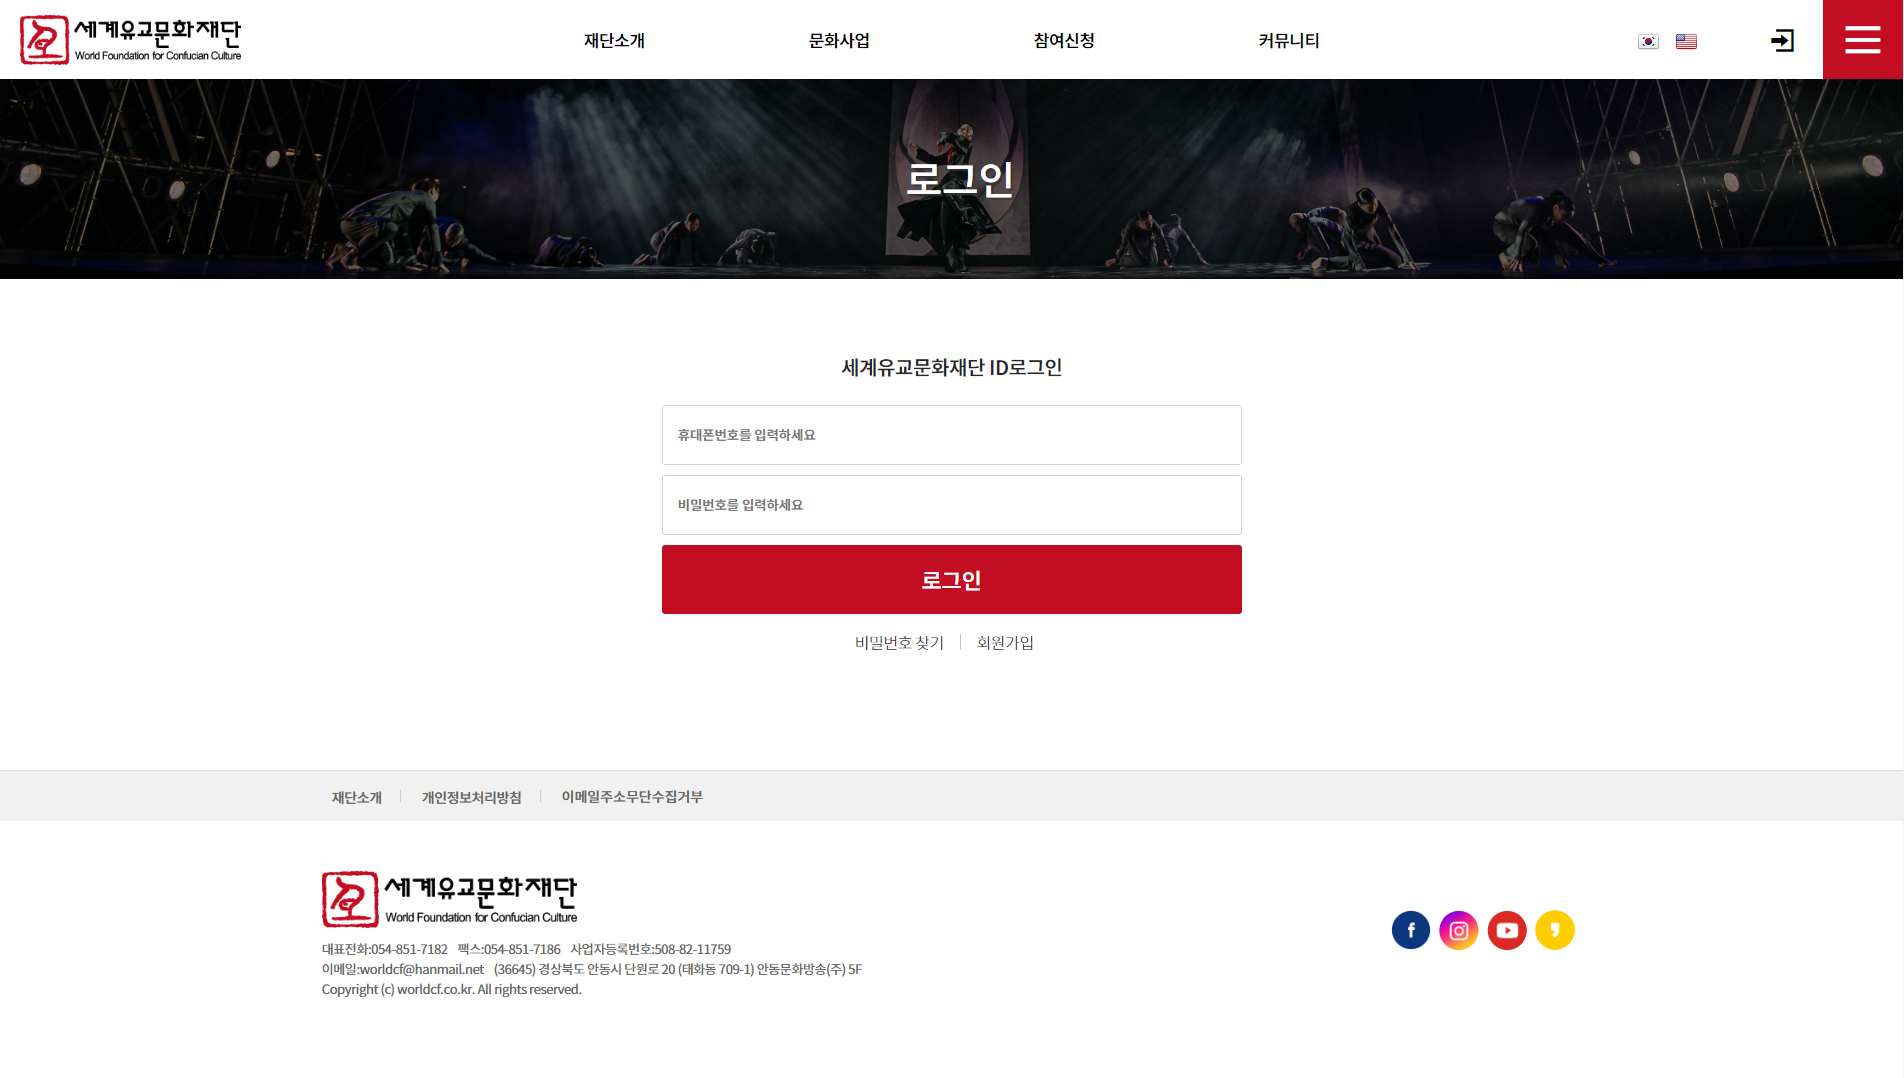 세계유교문화재단
World Foundation for Confucian Culture
재단소개
문화사업
참여신청
커뮤니티
로그인
세계유교문화재단 ID로그인
휴대폰번호를 입력하세요
비밀번호를 입력하세요
로그인
비밀번호 찾기
회원가입
재단소개
개인정보처리방침
이메일주소무단수집거부
세계유교문화재단
World Foundation for Confucian Culture
대표전화:054-851-7182 팩스:054-851-7186 사업자등록번호:508-82-11759
이메일:worldcf@hanmail.net (36645) 경상북도 안동시 단원로 20 (태화동 709-1) 안동문화방송(주) 5F
Copyright (c) worldcf.co.kr. All rights reserved.